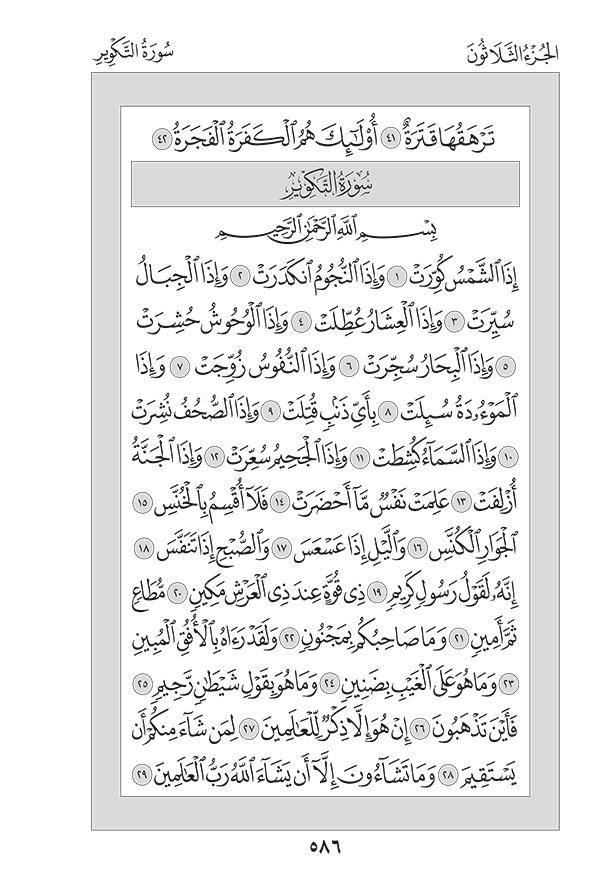 الجُزْءُ الثَّلَاثُونَ
سُورَةُ التَّكْوِيرِ
تَرْهَقُهَا قَتَرَةٌ ٤١ أُوْلَٰٓئِكَ هُمُ ٱلْكَفَرَةُ ٱلْفَجَرَةُ ٤٢
سُورَةُ التَّكْوِيرِ
بِسْمِ ٱللَّهِ ٱلرَّحْمَٰنِ ٱلرَّحِيمِ
إِذَا ٱلشَّمْسُ كُوِّرَتْ ١ وَإِذَا ٱلنُّجُومُ ٱنكَدَرَتْ ٢ وَإِذَا ٱلْجِبَالُ
سُيِّرَتْ ٣ وَإِذَا ٱلْعِشَارُ عُطِّلَتْ ٤ وَإِذَا ٱلْوُحُوشُ حُشِرَتْ
٥ وَإِذَا ٱلْبِحَارُ سُجِّرَتْ ٦ وَإِذَا ٱلنُّفُوسُ زُوِّجَتْ ٧ وَإِذَا
ٱلْمَوْءُۥدَةُ سُئِلَتْ ٨ بِأَيِّ ذَنۢبٍ قُتِلَتْ ٩ وَإِذَا ٱلصُّحُفُ نُشِرَتْ
١٠ وَإِذَا ٱلسَّمَآءُ كُشِطَتْ ١١ وَإِذَا ٱلْجَحِيمُ سُعِّرَتْ ١٢ وَإِذَا ٱلْجَنَّةُ
أُزْلِفَتْ ١٣ عَلِمَتْ نَفْسٌ مَّآ أَحْضَرَتْ ١٤ فَلَآ أُقْسِمُ بِٱلْخُنَّسِ ١٥
ٱلْجَوَارِ ٱلْكُنَّسِ ١٦ وَٱلَّيْلِ إِذَا عَسْعَسَ ١٧ وَٱلصُّبْحِ إِذَا تَنَفَّسَ ١٨
إِنَّهُۥ لَقَوْلُ رَسُولٍ كَرِيمٍ ١٩ ذِي قُوَّةٍ عِندَ ذِي ٱلْعَرْشِ مَكِينٍ ٢٠ مُّطَاعٍ
ثَمَّ أَمِينٍ ٢١ وَمَا صَاحِبُكُم بِمَجْنُونٍ ٢٢ وَلَقَدْ رَءَاهُ بِٱلْأُفُقِ ٱلْمُبِينِ
٢٣ وَمَا هُوَ عَلَى ٱلْغَيْبِ بِضَنِينٍ ٢٤ وَمَا هُوَ بِقَوْلِ شَيْطَٰنٍ رَّجِيمٍ ٢٥
فَأَيْنَ تَذْهَبُونَ ٢٦ إِنْ هُوَ إِلَّا ذِكْرٌ لِّلْعَٰلَمِينَ ٢٧ لِمَن شَآءَ مِنكُمْ أَن
يَسْتَقِيمَ ٢٨ وَمَا تَشَآءُونَ إِلَّآ أَن يَشَآءَ ٱللَّهُ رَبُّ ٱلْعَٰلَمِينَ ٢٩
٥٨٦